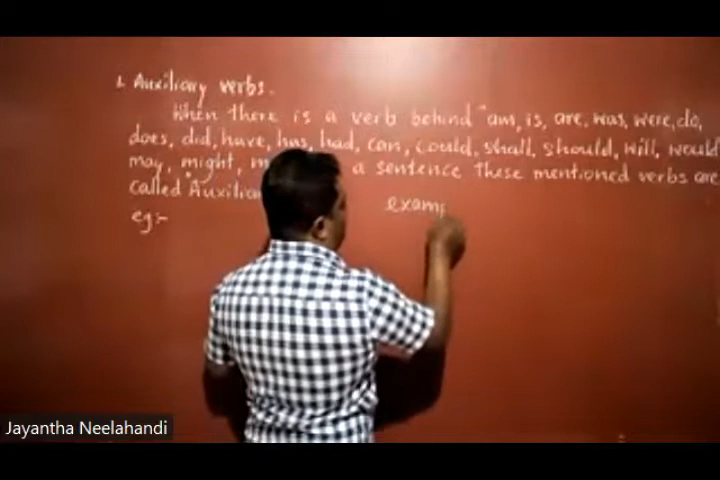 1. Auxiliary verbs.
When there is a verb behind "am, is, are, was, were, do,
does, did, have, has, had, can, could, shall, should, will, would
may, might, a sentence These mentioned verbs are
called "Auxiliar
eg:- examp
Jayantha Neelahandi